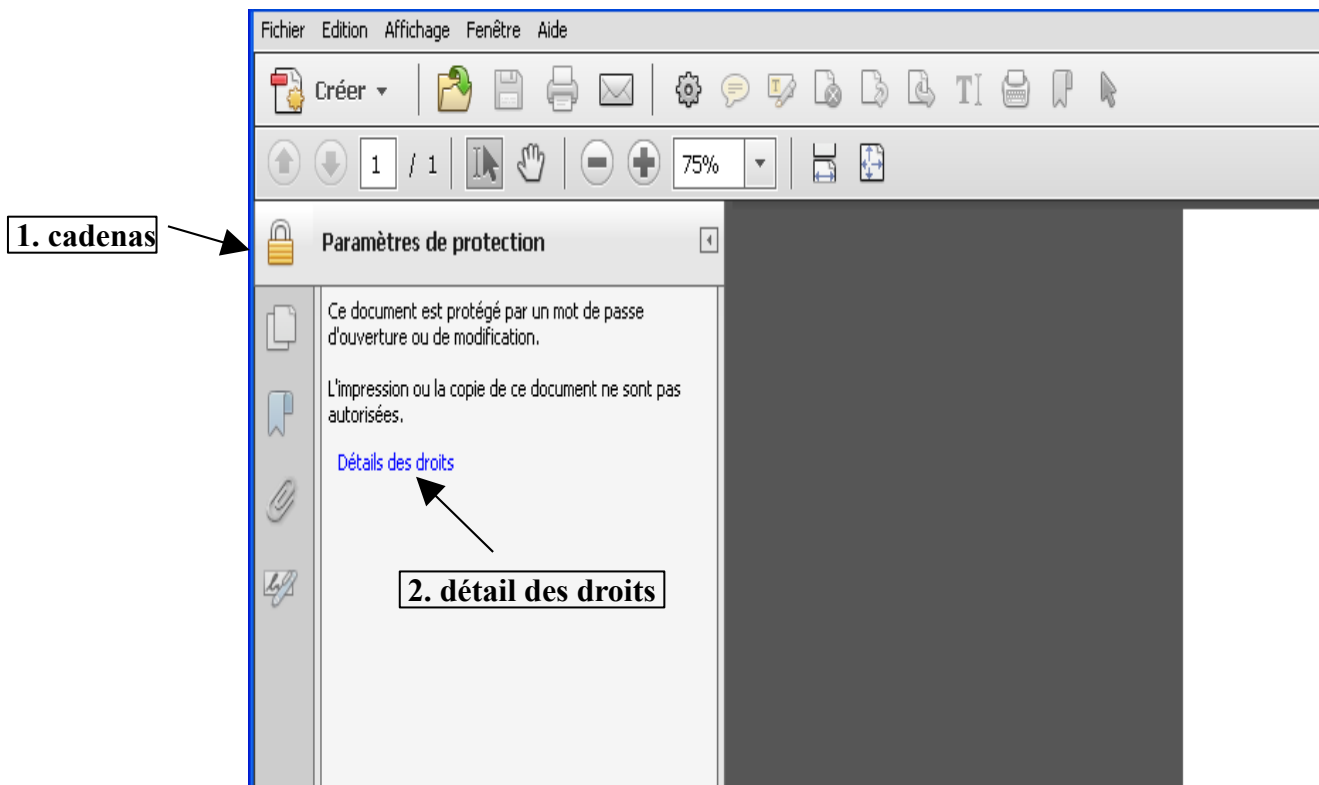 Fichier Edition Affichage Fenêtre Aide
Créer
1 / 1 75%
1. cadenas
Paramètres de protection
Ce document est protégé par un mot de passe
d'ouverture ou de modification.
L'impression ou la copie de ce document ne sont pas
autorisées.
Détails des droits
2. détail des droits